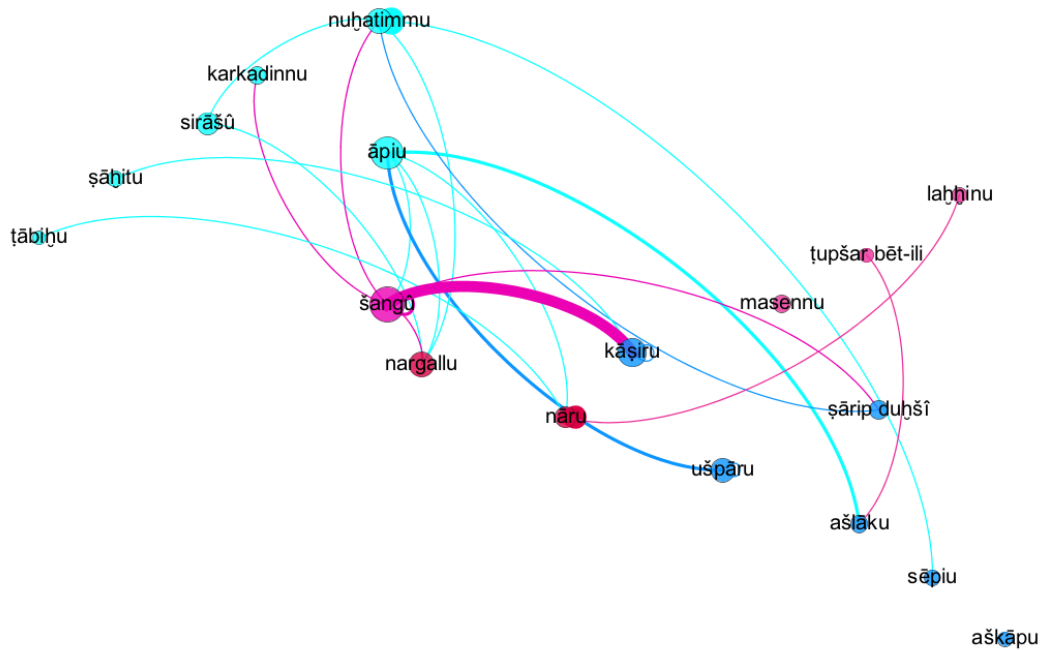 nuḫatimmu
karkadinnu
sirāšû
āpiu
ṣāḫitu
laḫḫinu
ṭābiḫu
ṭupšar bēt-ili
šangû
masennu
kāṣiru
nargallu
ṣārip duḫšî
nāru
ušpāru
ašlāku
sēpiu
aškāpu